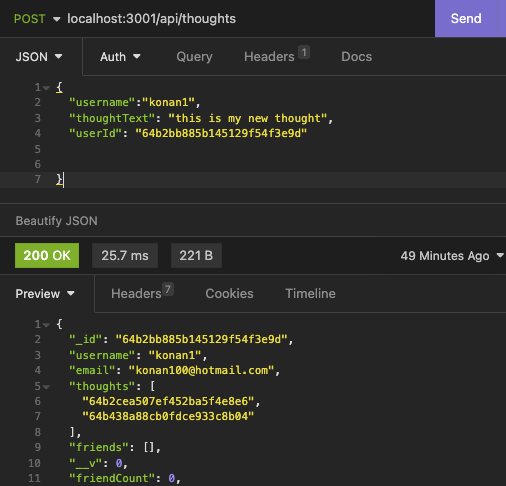 POST localhost:3001/api/thoughts Send
JSON Auth Query Headers 1 Docs
1 {
2 "username":"konan1",
3 "thoughtText": "this is my new thought",
4 "userId": "64b2bb885b145129f54f3e9d"
5
6
7 }
Beautify JSON
200 OK 25.7 ms 221 B 49 Minutes Ago
Preview Headers 7 Cookies Timeline
1 {
2 "_id": "64b2bb885b145129f54f3e9d",
3 "username": "konan1",
4 "email": "konan100@hotmail.com",
5 "thoughts": [
6 "64b2cea507ef452ba5f4e8e6",
7 "64b438a88cb0fdce933c8b04"
8 ],
9 "friends": [],
10 "__v": 0,
11 "friendCount": 0,